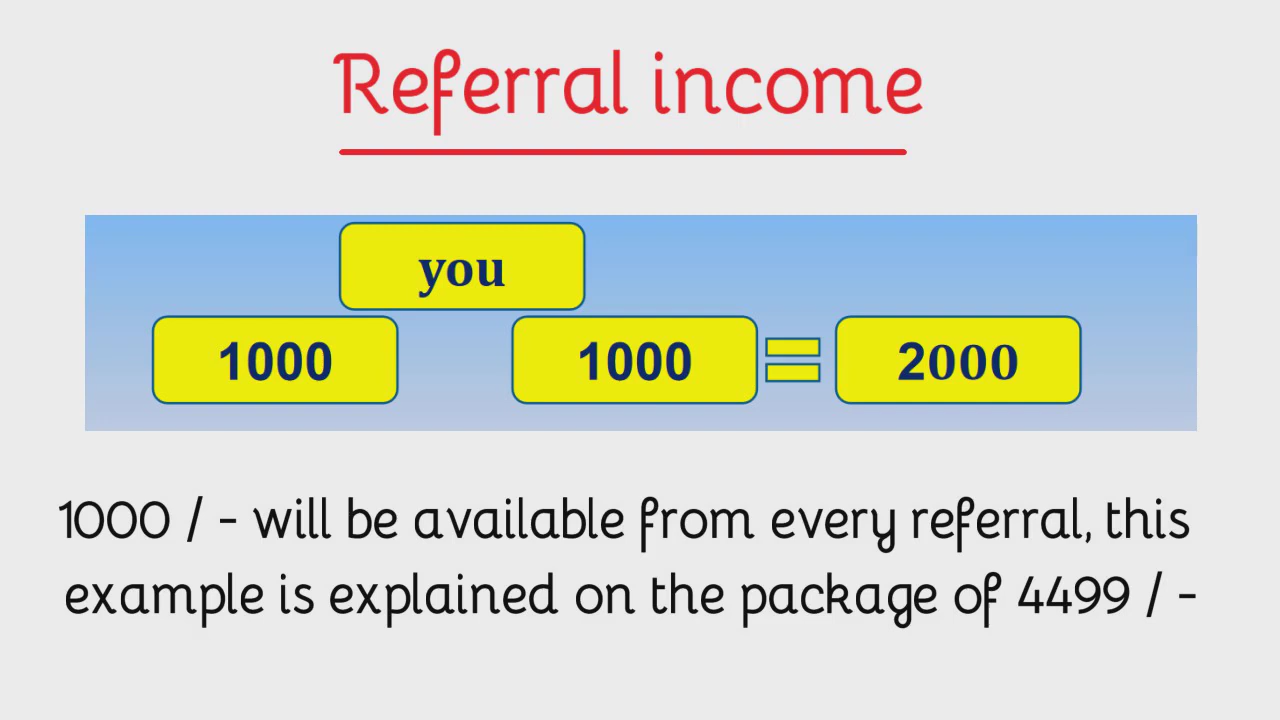 Referral income
you
1000 1000 = 2000
1000 / - will be available from every referral, this
example is explained on the package of 4499 / -